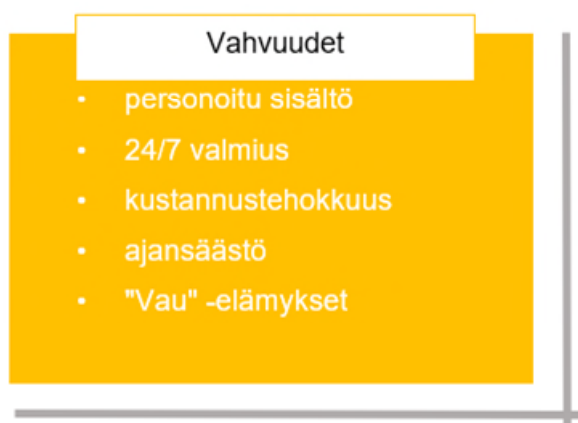 Vahvuudet
• personoitu sisältö
• 24/7 valmius
• kustannustehokkuus
• ajansäästö
• "Vau" -elämykset